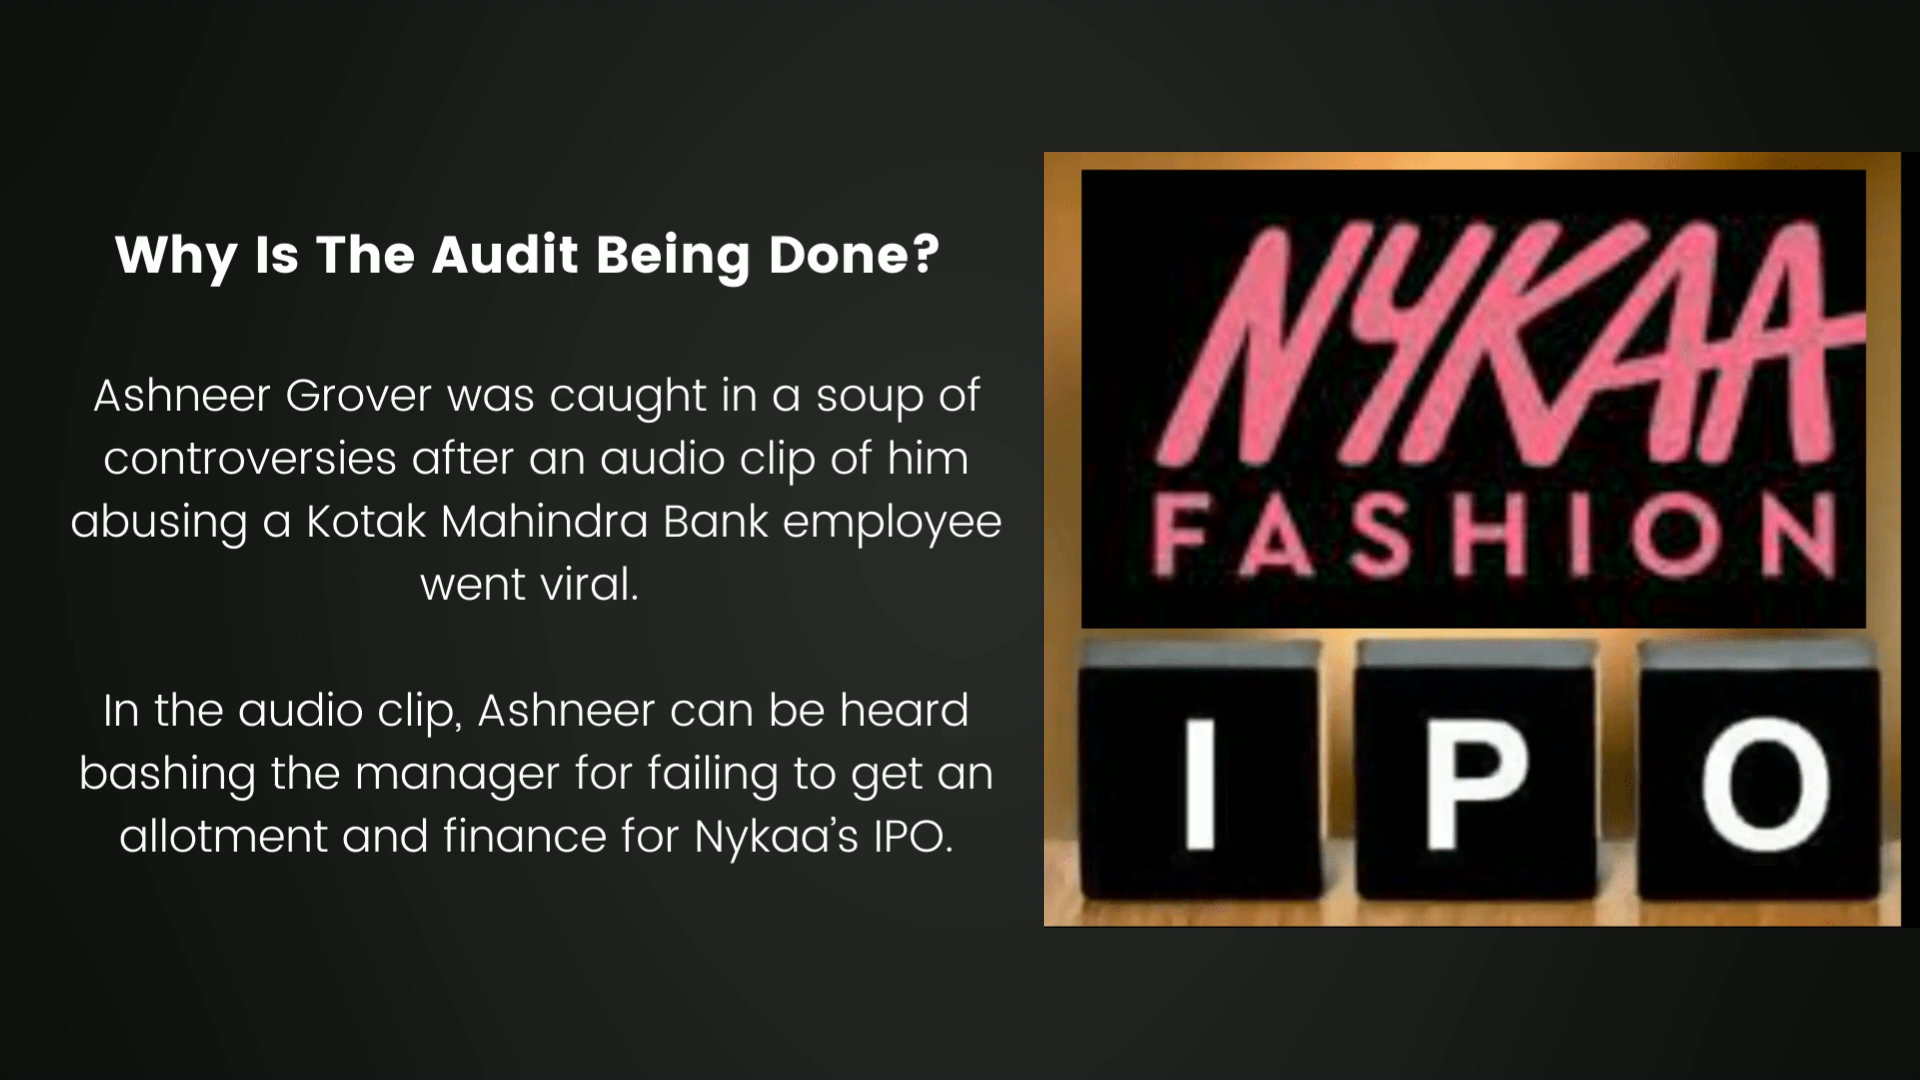 Why Is The Audit Being Done?
Ashneer Grover was caught in a soup of
controversies after an audio clip of him
abusing a Kotak Mahindra Bank employee
went viral.
In the audio clip, Ashneer can be heard
bashing the manager for failing to get an
allotment and finance for Nykaa’s IPO.
NYKAA
FASHION
I P O